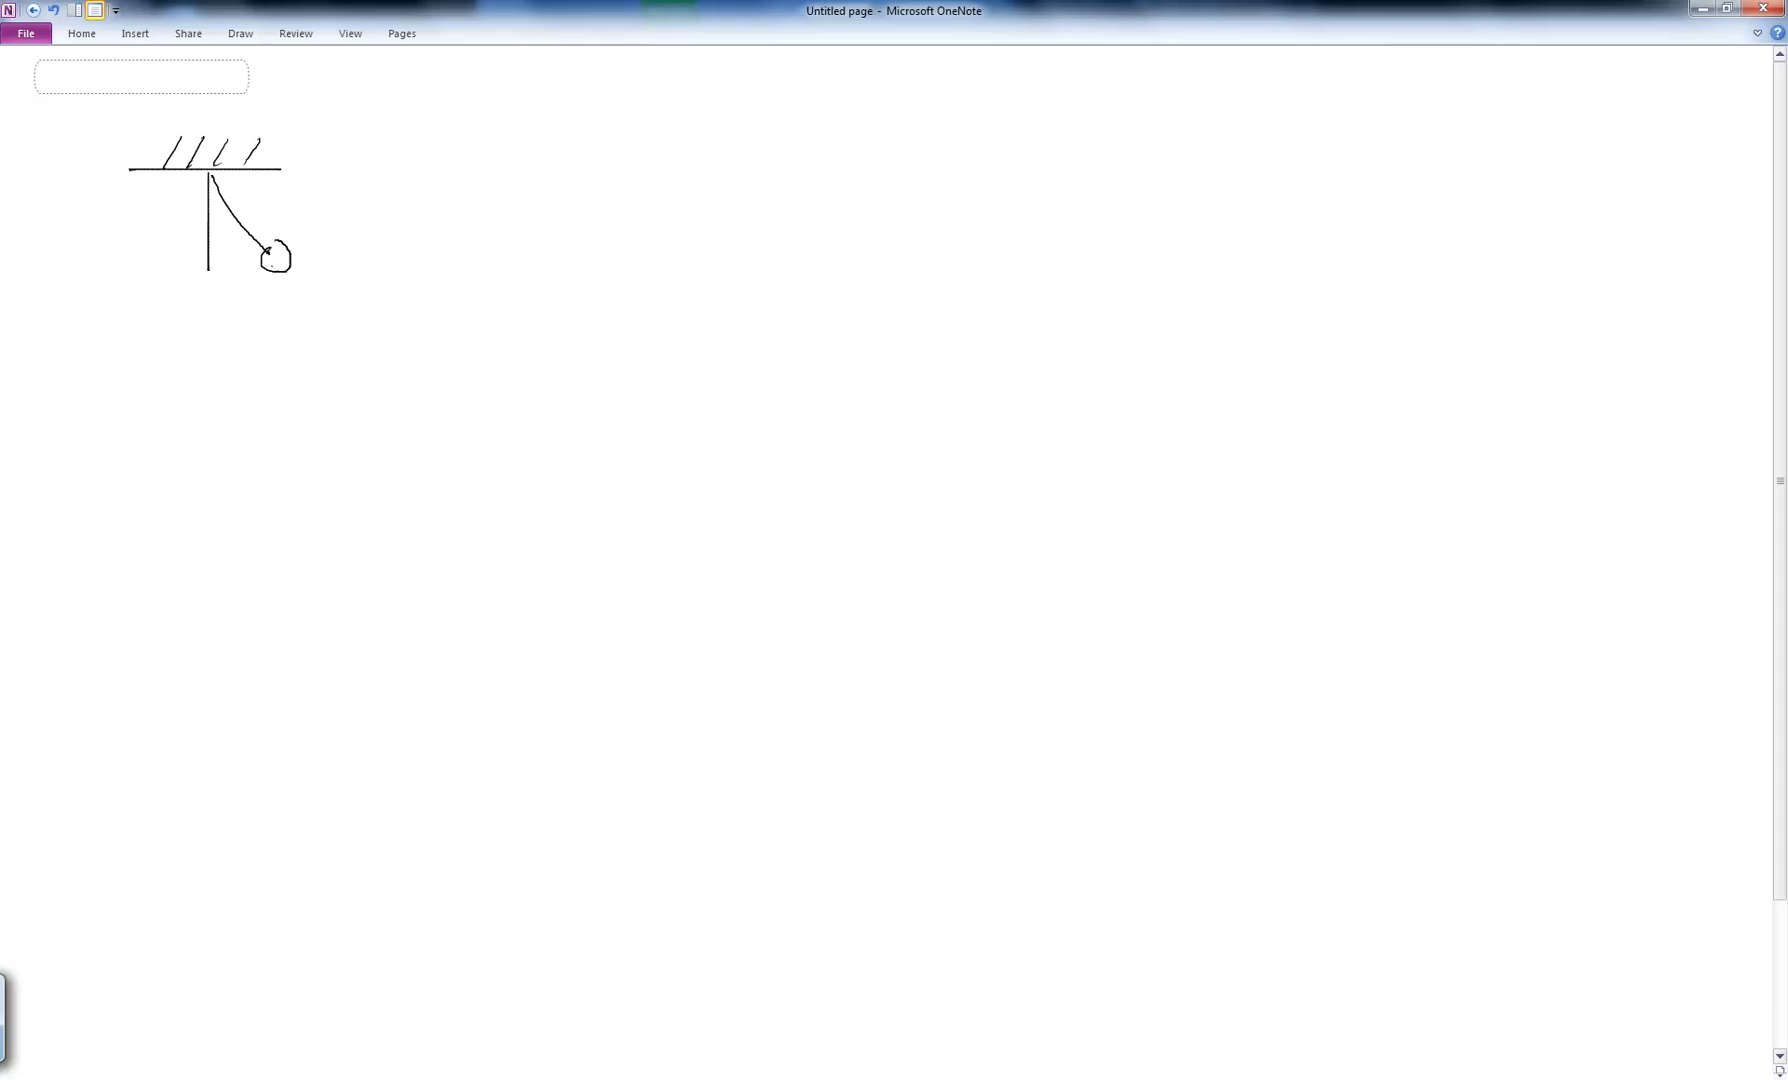 Untitled page - Microsoft OneNote
File Home Insert Share Draw Review View Pages